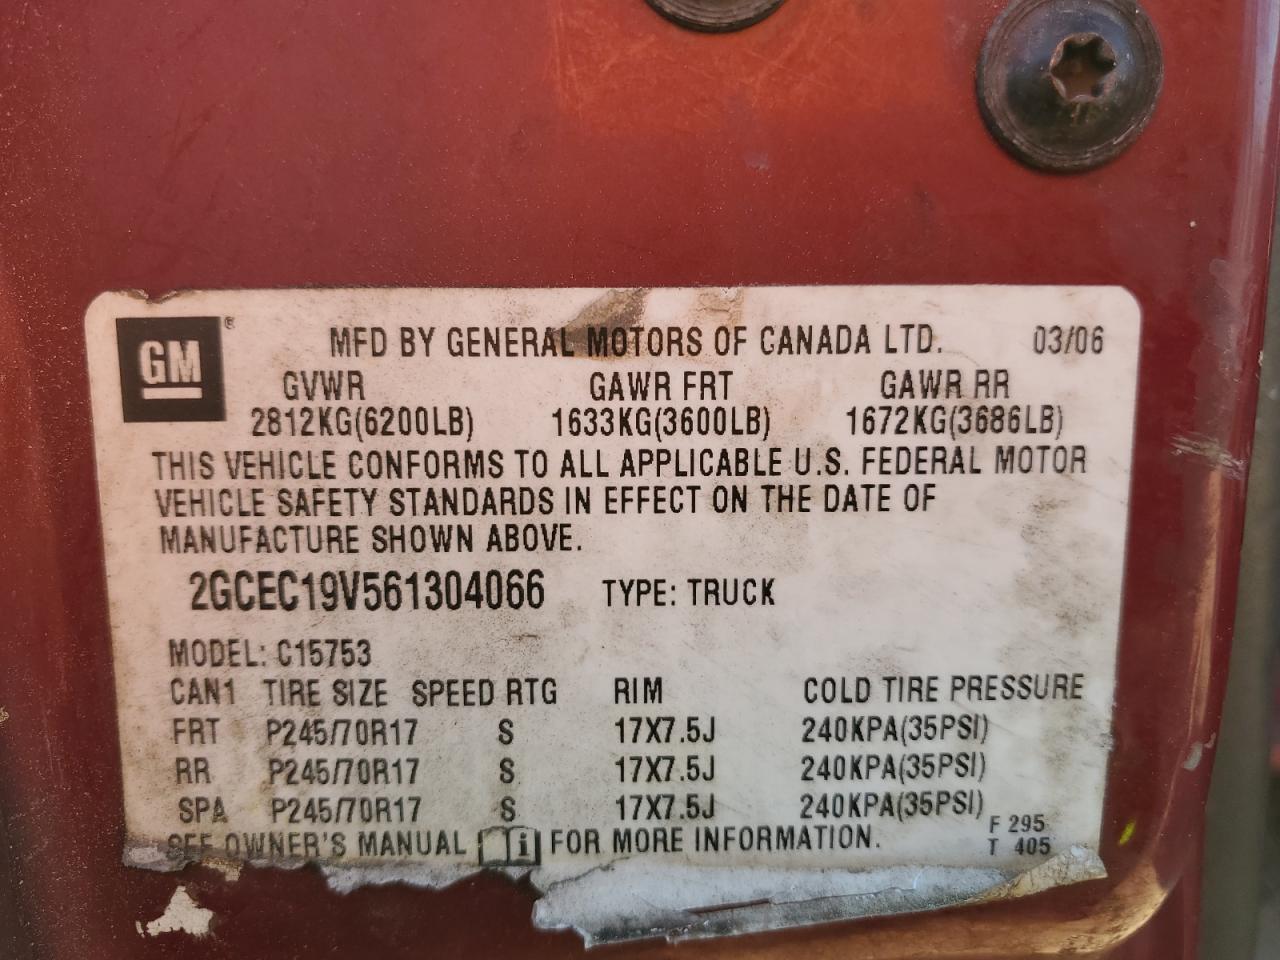 GM®
MFD BY GENERAL MOTORS OF CANADA LTD. 03/06
GVWR GAWR FRT GAWR RR
2812KG(6200LB) 1633KG(3600LB) 1672KG(3686LB)
THIS VEHICLE CONFORMS TO ALL APPLICABLE U.S. FEDERAL MOTOR
VEHICLE SAFETY STANDARDS IN EFFECT ON THE DATE OF
MANUFACTURE SHOWN ABOVE.
2GCEC19V561304066 TYPE: TRUCK
MODEL: C15753
CAN1 TIRE SIZE SPEED RTG RIM COLD TIRE PRESSURE
FRT P245/70R17 S 17X7.5J 240KPA(35PSI)
RR P245/70R17 S 17X7.5J 240KPA(35PSI)
SPA P245/70R17 S 17X7.5J 240KPA(35PSI)
SEE OWNER'S MANUAL i FOR MORE INFORMATION.
F 295
T 405